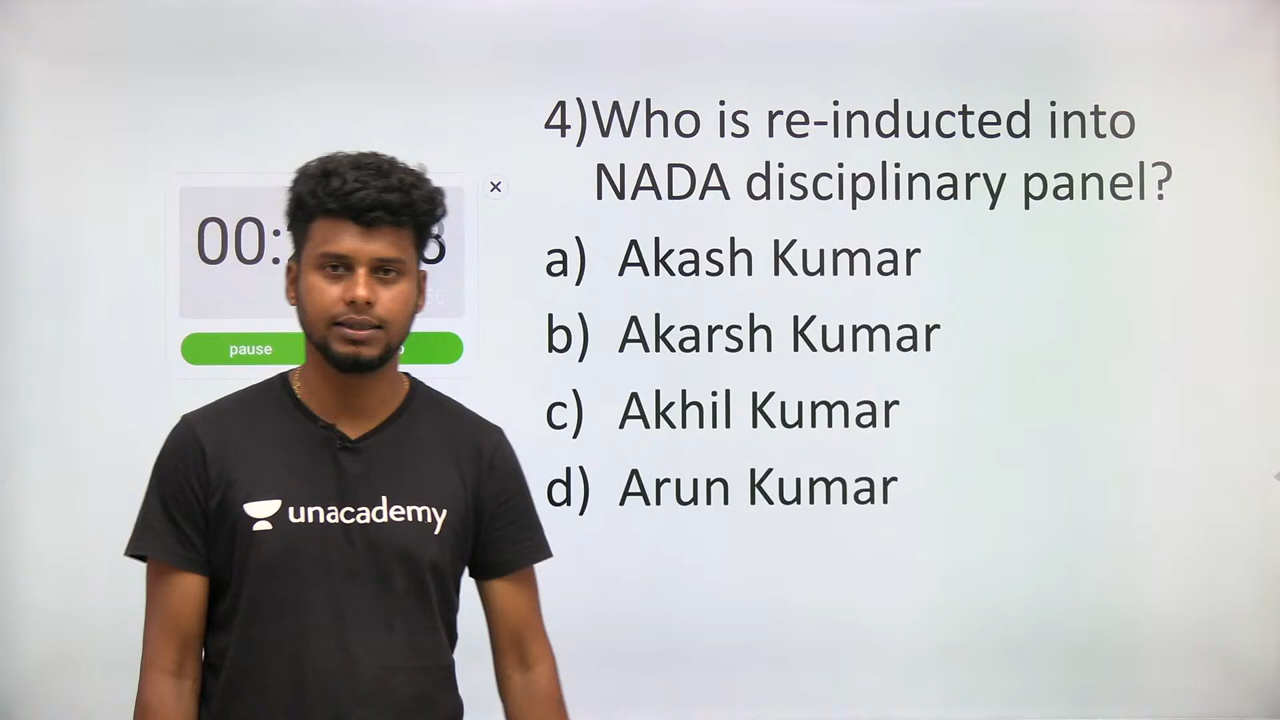 4)Who is re-inducted into
NADA disciplinary panel?
a) Akash Kumar
b) Akarsh Kumar
c) Akhil Kumar
d) Arun Kumar
00:
pause
unacademy